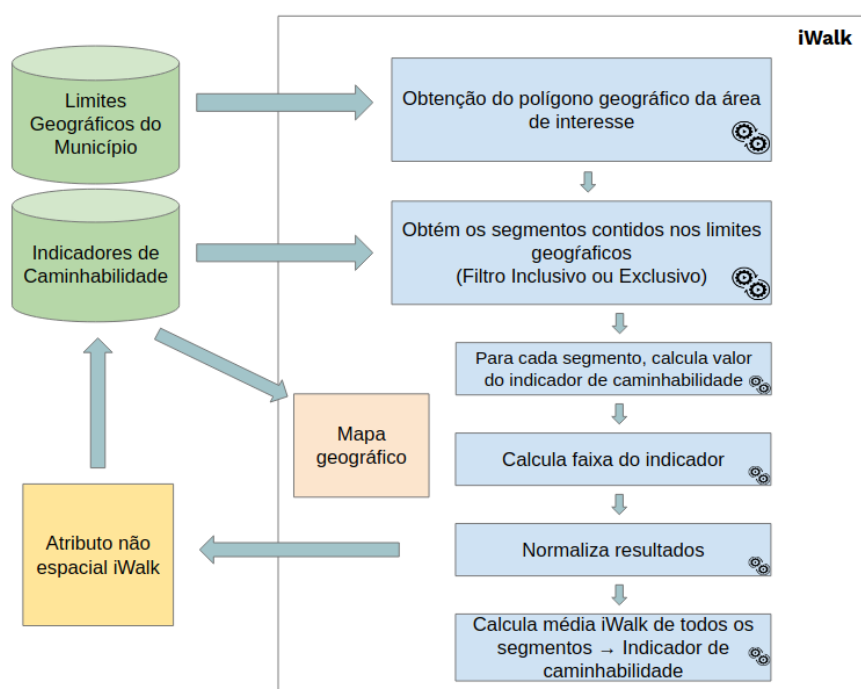 iWalk
Limites
Geográficos do
Município
Obtenção do polígono geográfico da área
de interesse
Indicadores de
Caminhabilidade
Obtém os segmentos contidos nos limites
geogŕaficos
(Filtro Inclusivo ou Exclusivo)
Para cada segmento, calcula valor
do indicador de caminhabilidade
Mapa
geográfico
Calcula faixa do indicador
Atributo não
espacial iWalk
Normaliza resultados
Calcula média iWalk de todos os
segmentos → Indicador de
caminhabilidade